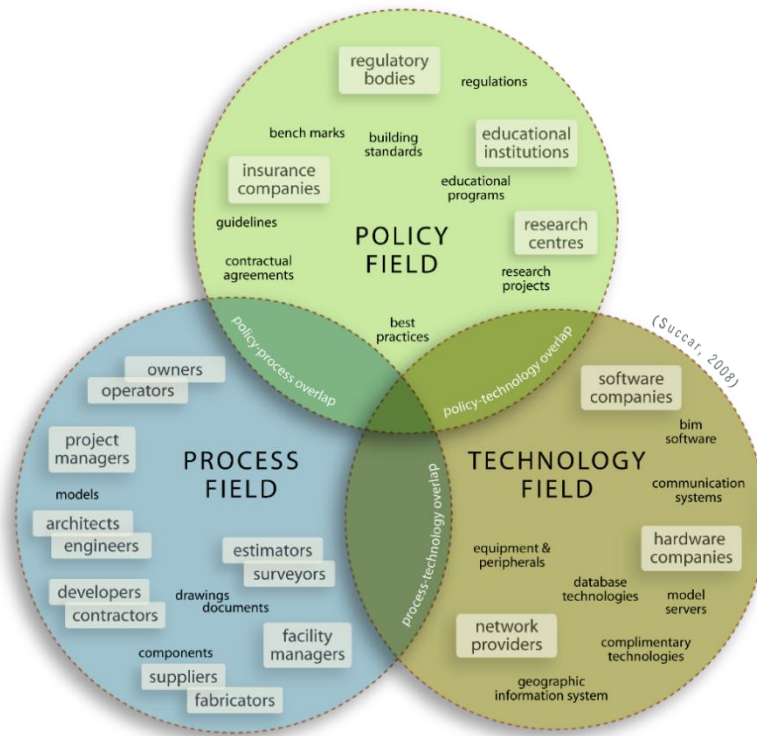 regulatory
bodies
regulations
bench marks
building
standards
educational
institutions
insurance
companies
educational
programs
guidelines
POLICY
FIELD
research
centres
contractual
agreements
research
projects
best
practices
policy-process overlap
policy-technology overlap
(Succar, 2008)
owners
operators
project
managers
PROCESS
FIELD
models
architects
engineers
estimators
surveyors
developers
contractors
drawings
documents
facility
managers
components
suppliers
fabricators
process-technology overlap
software
companies
bim
software
TECHNOLOGY
FIELD
communication
systems
hardware
companies
equipment &
peripherals
database
technologies
model
servers
network
providers
complimentary
technologies
geographic
information system